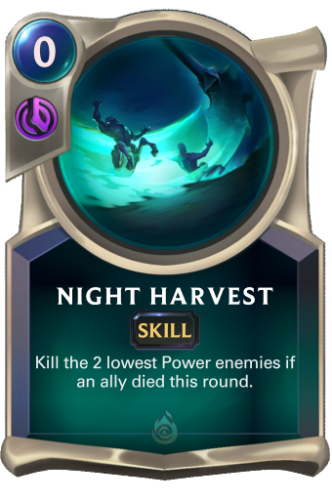 0
NIGHT HARVEST
SKILL
Kill the 2 lowest Power enemies if
an ally died this round.